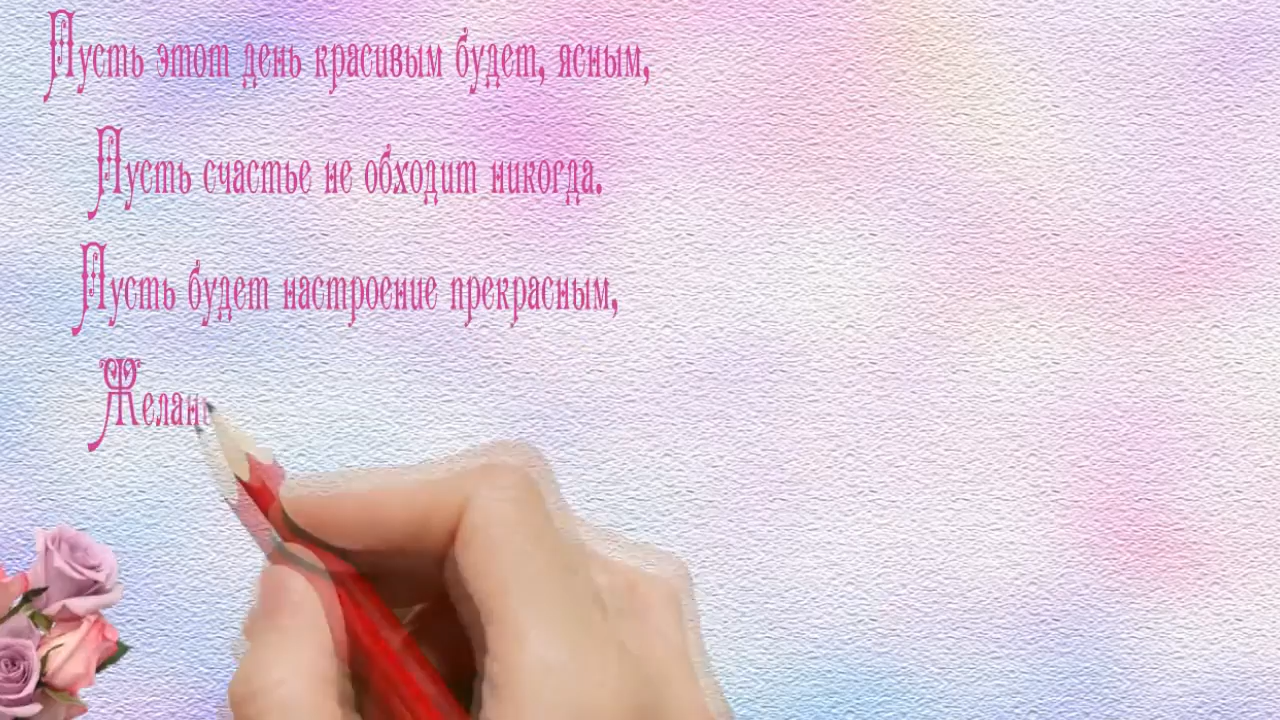 Пусть этот день красивым будет, ясным,
Пусть счастье не обходит никогда.
Пусть будет настроение прекрасным,
Желан